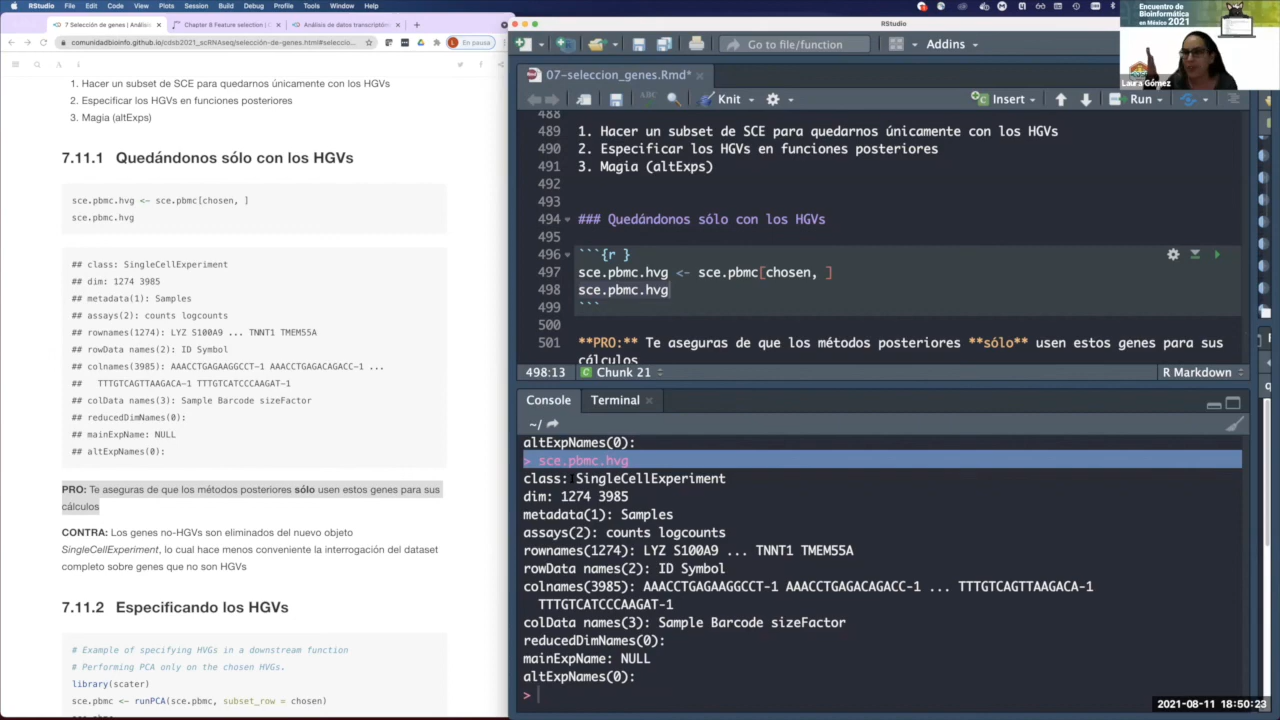 RStudio File Edit Code View Plots Session Build Debug Profile Tools Window Help
7 Selección de genes | Análisis
Chapter 8 Feature selection |
Análisis de datos transcriptóm
comunidadbioinfo.github.io/cdsb2021_scRNAseq/selección-de-genes.html#seleccio...
En pausa
1. Hacer un subset de SCE para quedarnos únicamente con los HGVs
2. Especificar los HGVs en funciones posteriores
3. Magia (altExps)
7.11.1 Quedándonos sólo con los HGVs
sce.pbmc.hvg <- sce.pbmc[chosen, ]
sce.pbmc.hvg
## class: SingleCellExperiment
## dim: 1274 3985
## metadata(1): Samples
## assays(2): counts logcounts
## rownames(1274): LYZ S100A9 ... TNNT1 TMEM55A
## rowData names(2): ID Symbol
## colnames(3985): AAACCTGAGAAGGCCT-1 AAACCTGAGACAGACC-1 ...
## TTTGTCAGTTAAGACA-1 TTTGTCATCCCAAGAT-1
## colData names(3): Sample Barcode sizeFactor
## reducedDimNames(0):
## mainExpName: NULL
## altExpNames(0):
PRO: Te aseguras de que los métodos posteriores sólo usen estos genes para sus
cálculos
CONTRA: Los genes no-HGVs son eliminados del nuevo objeto
SingleCellExperiment, lo cual hace menos conveniente la interrogación del dataset
completo sobre genes que no son HGVs
7.11.2 Especificando los HGVs
# Example of specifying HVGs in a downstream function
# Performing PCA only on the chosen HVGs.
library(scater)
sce.pbmc <- runPCA(sce.pbmc, subset_row = chosen)
RStudio
Go to file/function
Addins
07-seleccion_genes.Rmd*
Knit
Insert
Run
488
489 1. Hacer un subset de SCE para quedarnos únicamente con los HGVs
490 2. Especificar los HGVs en funciones posteriores
491 3. Magia (altExps)
492
493
494 ### Quedándonos sólo con los HGVs
495
496 ```{r }
497 sce.pbmc.hvg <- sce.pbmc[chosen, ]
498 sce.pbmc.hvg
499 ```
500
501 **PRO:** Te aseguras de que los métodos posteriores **sólo** usen estos genes para sus
cálculos
498:13 Chunk 21 R Markdown
Console Terminal
~/
altExpNames(0):
> sce.pbmc.hvg
class: SingleCellExperiment
dim: 1274 3985
metadata(1): Samples
assays(2): counts logcounts
rownames(1274): LYZ S100A9 ... TNNT1 TMEM55A
rowData names(2): ID Symbol
colnames(3985): AAACCTGAGAAGGCCT-1 AAACCTGAGACAGACC-1 ... TTTGTCAGTTAAGACA-1
TTTGTCATCCCAAGAT-1
colData names(3): Sample Barcode sizeFactor
reducedDimNames(0):
mainExpName: NULL
altExpNames(0):
>
Encuentro de
Bioinformática
en México
2021
Laura Gómez
2021-08-11 18:50:23